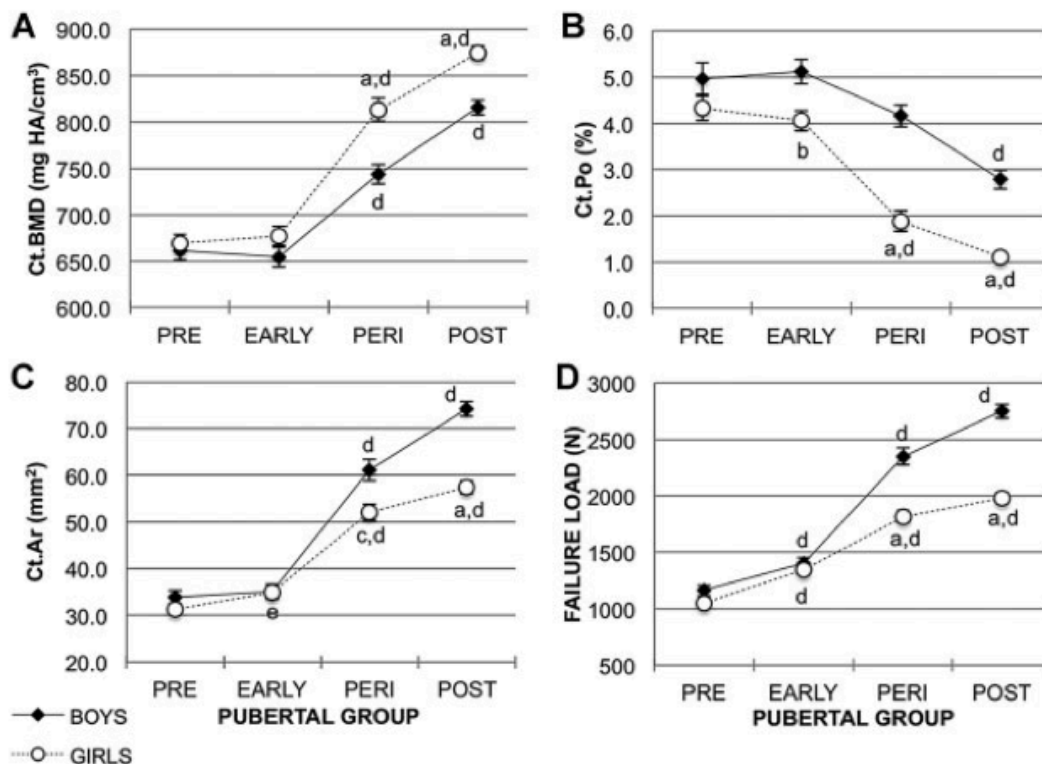 A
Ct.BMD (mg HA/cm³)
900.0
850.0
800.0
750.0
700.0
650.0
600.0
a,d
a,d
d
d
PRE EARLY PERI POST
B
Ct.Po (%)
6.0
5.0
4.0
3.0
2.0
1.0
0.0
d
b
a,d
a,d
PRE EARLY PERI POST
C
Ct.Ar (mm²)
80.0
70.0
60.0
50.0
40.0
30.0
20.0
d
d
a,d
c,d
e
PRE EARLY PERI POST
PUBERTAL GROUP
D
FAILURE LOAD (N)
3000
2500
2000
1500
1000
500
d
d
d
a,d
a,d
d
PRE EARLY PERI POST
PUBERTAL GROUP
BOYS
GIRLS